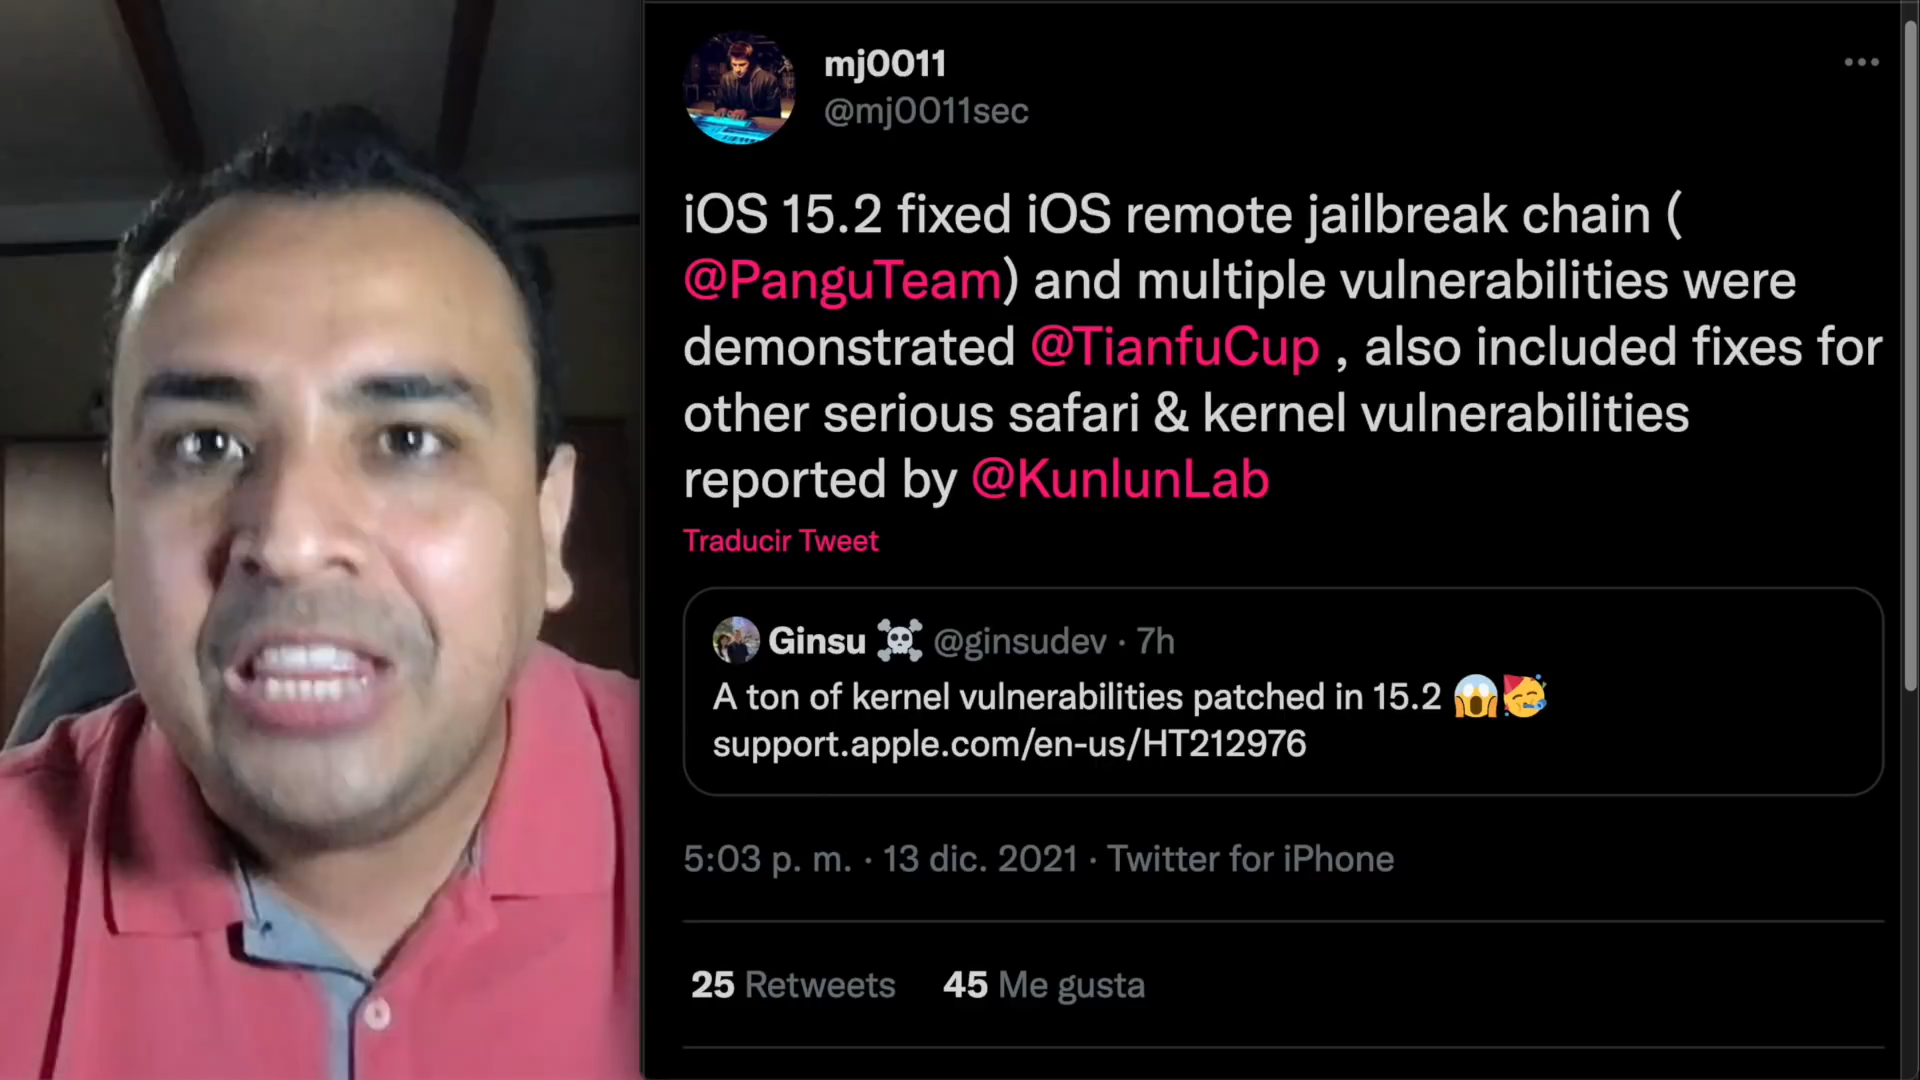 mj0011
@mj0011sec
iOS 15.2 fixed iOS remote jailbreak chain (
@PanguTeam) and multiple vulnerabilities were
demonstrated @TianfuCup , also included fixes for
other serious safari & kernel vulnerabilities
reported by @KunlunLab
Traducir Tweet
Ginsu ☠️ @ginsudev · 7h
A ton of kernel vulnerabilities patched in 15.2 😱🥳
support.apple.com/en-us/HT212976
5:03 p. m. · 13 dic. 2021 · Twitter for iPhone
25 Retweets 45 Me gusta